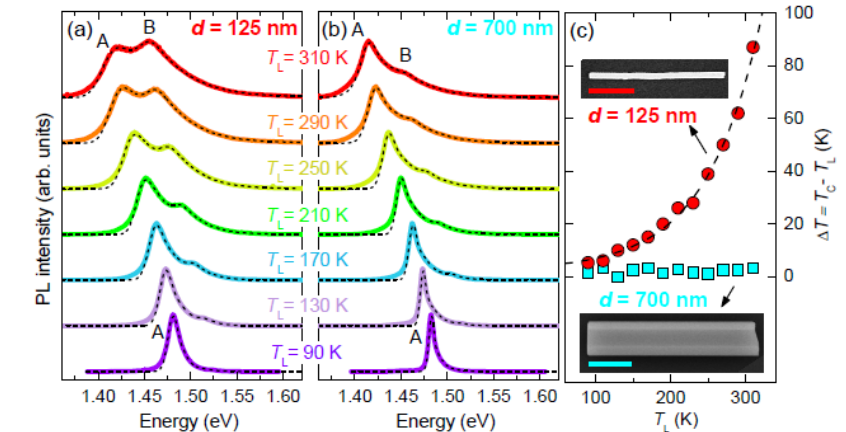 (a) d = 125 nm
A B
T_L= 310 K
T_L= 290 K
T_L= 250 K
T_L= 210 K
T_L= 170 K
T_L= 130 K
T_L= 90 K
A
PL intensity (arb. units)
1.40 1.45 1.50 1.55 1.60
Energy (eV)
(b) d = 700 nm
A
B
A
1.40 1.45 1.50 1.55 1.60
Energy (eV)
(c)
d = 125 nm
d = 700 nm
100
80
60
40
20
0
ΔT = T_C - T_L (K)
100 200 300
T_L (K)